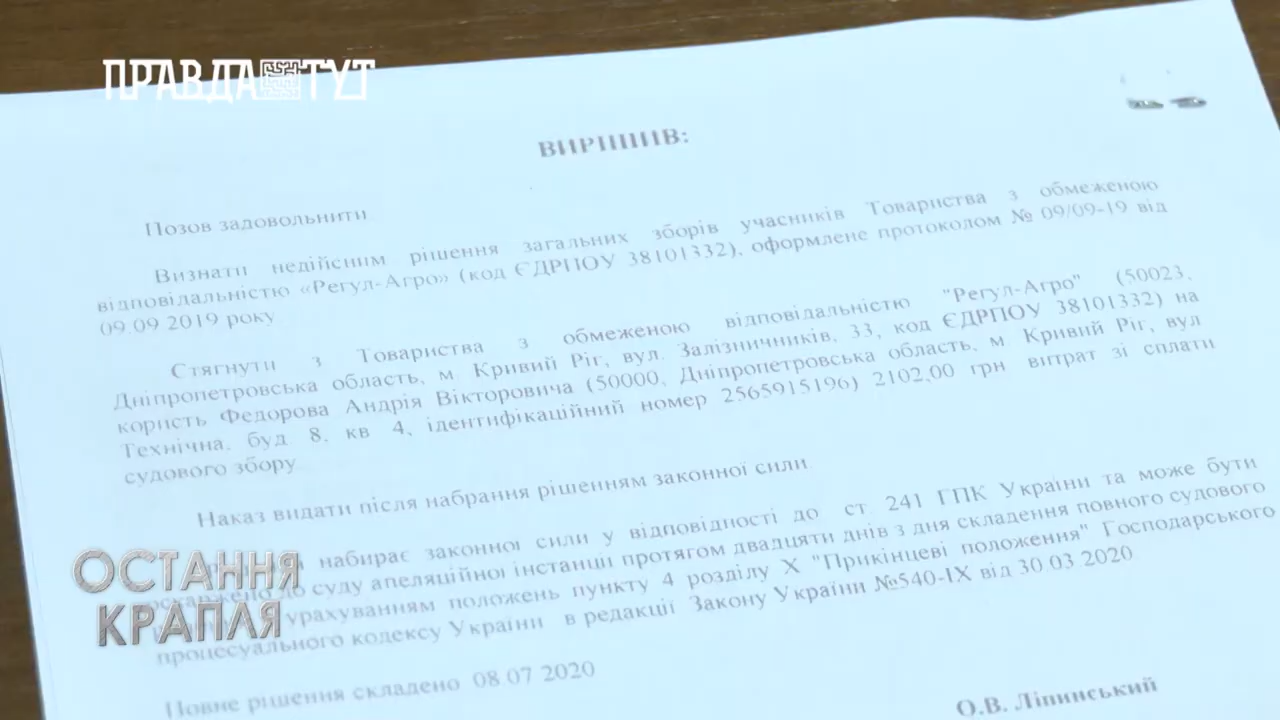 ПРАВДА ТУТ
ВИРІШИВ:
Позов задовольнити
Визнати недійсним рішення загальних зборів учасників Товариства з обмеженою
відповідальністю «Регул-Агро» (код ЄДРПОУ 38101332), оформлене протоколом № 09/09-19 від
09.09 2019 року
Стягнути з Товариства з обмеженою відповідальністю "Регул-Агро" (50023,
Дніпропетровська область, м Кривий Ріг, вул. Залізничників, 33, код ЄДРПОУ 38101332) на
користь Федорова Андрія Вікторовича (50000, Дніпропетровська область, м Кривий Ріг, вул
Технічна, буд 8, кв 4, ідентифікаційний номер 2565915196) 2102,00 грн витрат зі сплати
судового збору
Наказ видати після набрання рішенням законної сили
набирає законної сили у відповідності до ст. 241 ГПК України та може бути
до суду апеляційної інстанції протягом двадцяти днів з дня складення повного судового
урахуванням положень пункту 4 розділу X "Прикінцеві положення" Господарського
процесуального кодексу України в редакції Закону України №540-IX від 30.03 2020
Повне рішення складено 08.07 2020
О.В. Ліпинський
ОСТАННЯ
КРАПЛЯ